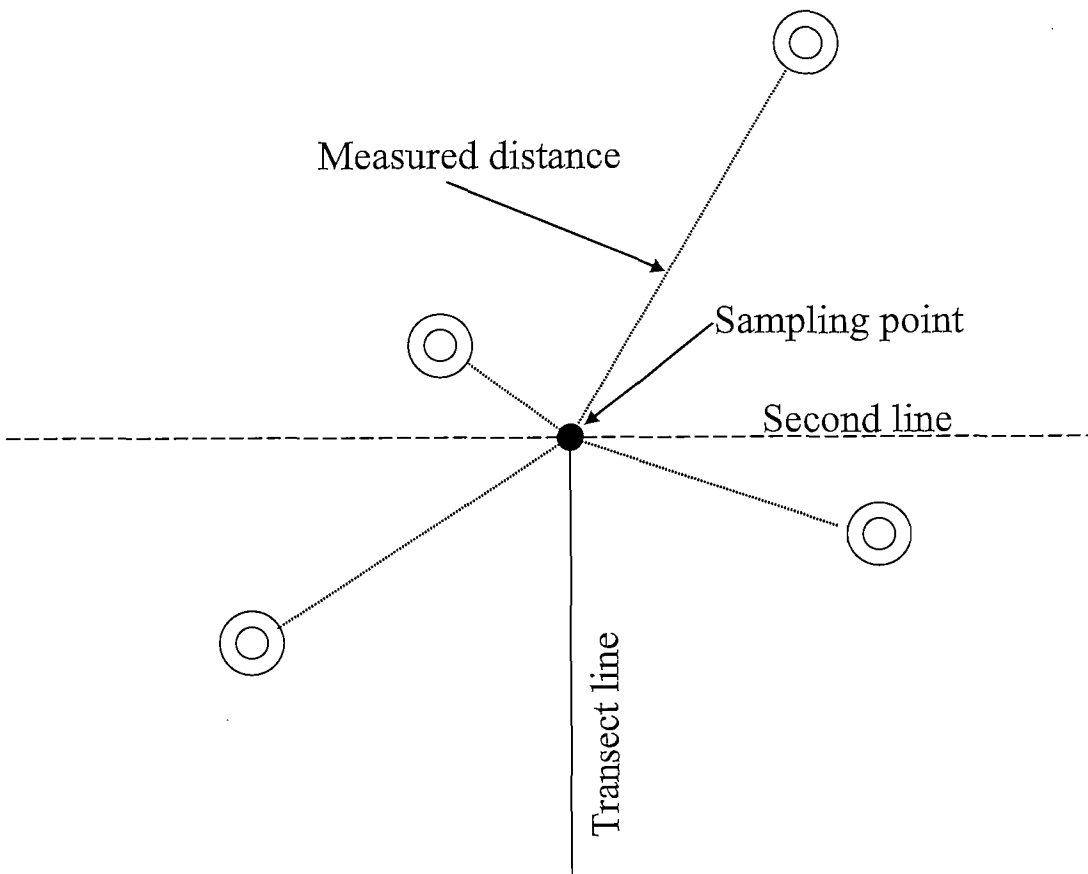 Measured distance
Sampling point
Second line
Transect line